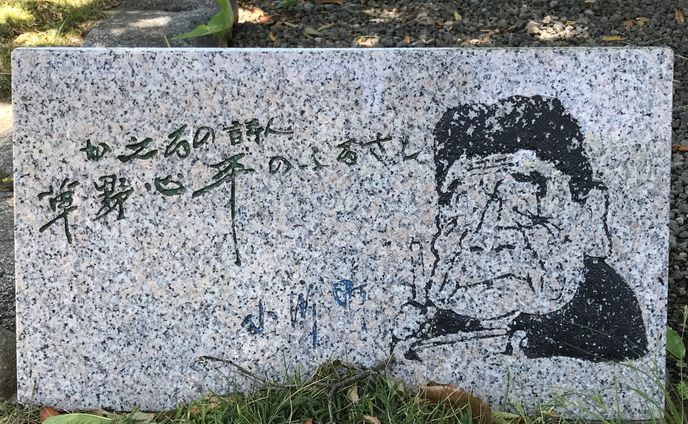 かえるの詩人
草野心平のふるさと
小川町